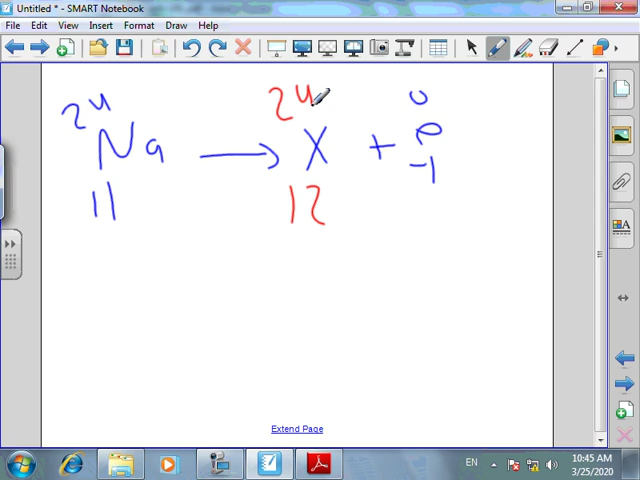 Untitled * - SMART Notebook
File Edit View Insert Format Tools Draw Help
24 24 0
Na → X + e
11 12 -1
Extend Page
EN
10:45 AM
3/25/2020